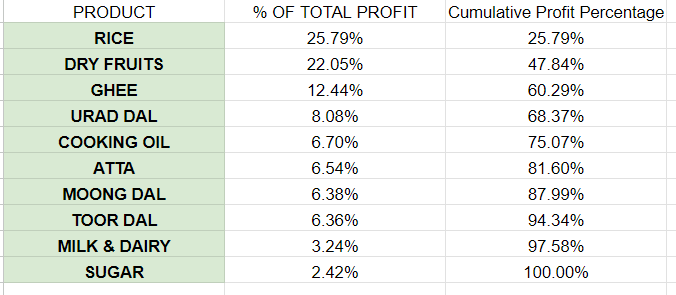 PRODUCT % OF TOTAL PROFIT Cumulative Profit Percentage
RICE 25.79% 25.79%
DRY FRUITS 22.05% 47.84%
GHEE 12.44% 60.29%
URAD DAL 8.08% 68.37%
COOKING OIL 6.70% 75.07%
ATTA 6.54% 81.60%
MOONG DAL 6.38% 87.99%
TOOR DAL 6.36% 94.34%
MILK & DAIRY 3.24% 97.58%
SUGAR 2.42% 100.00%